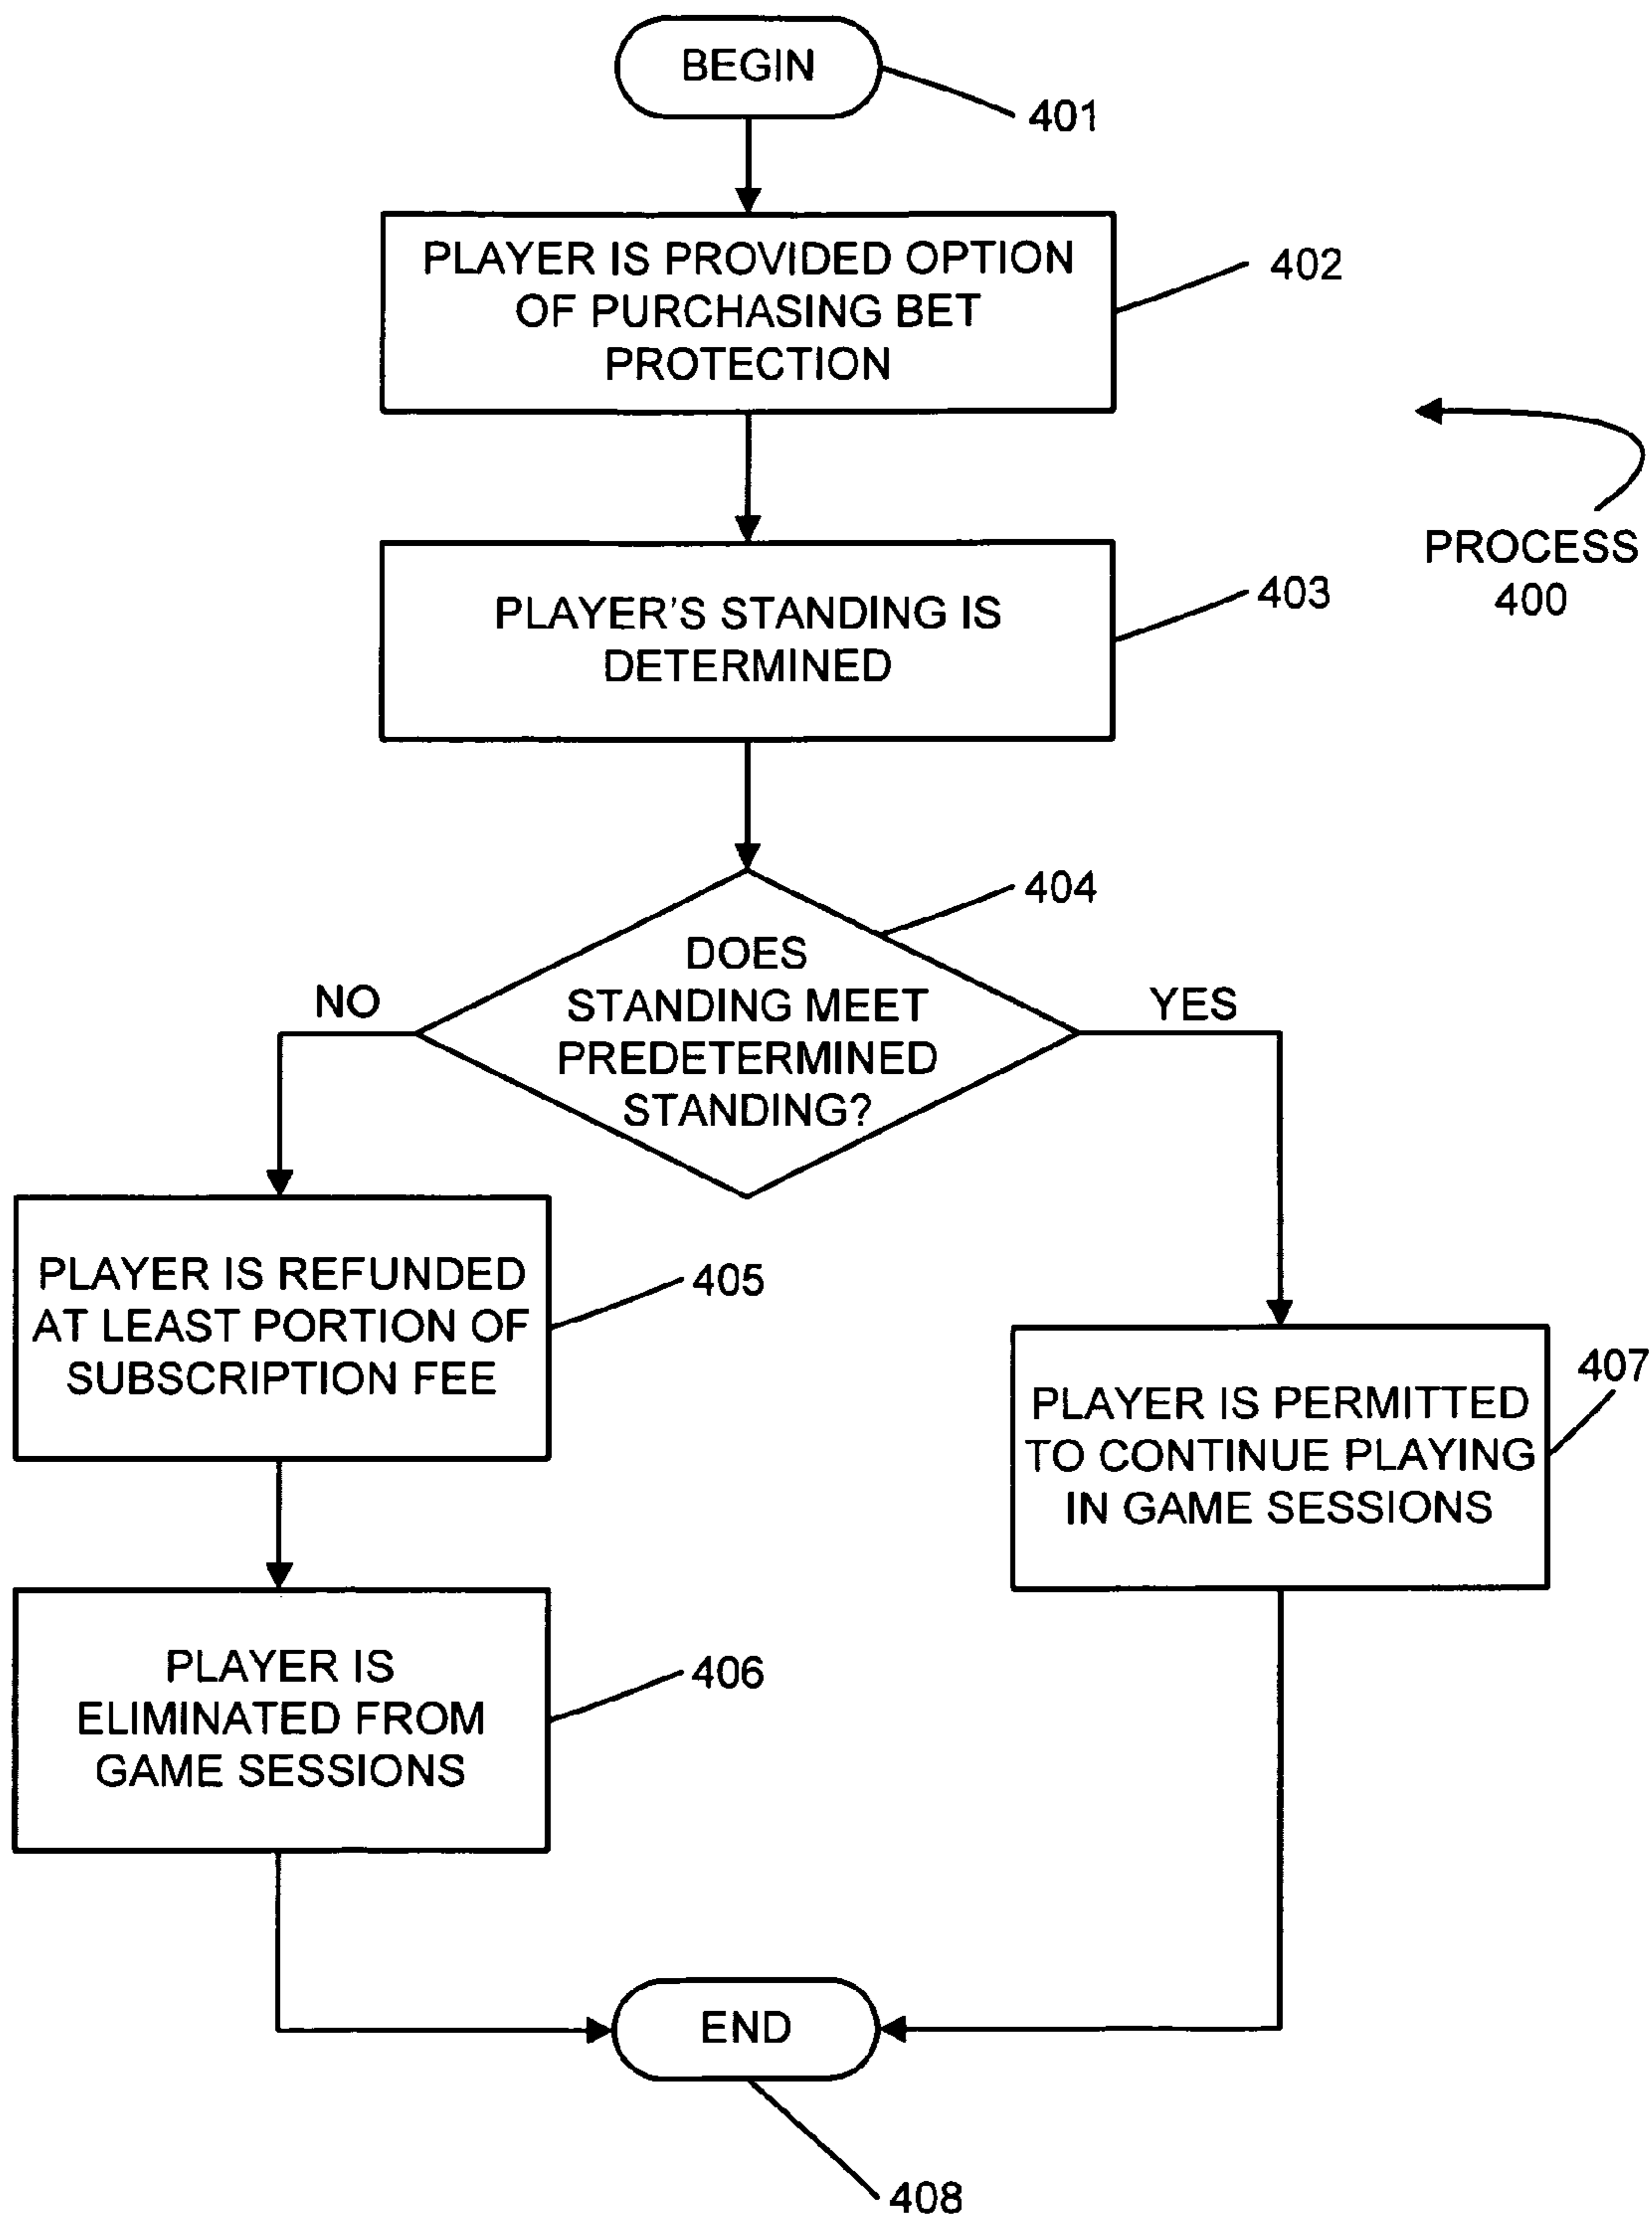 BEGIN
401
PLAYER IS PROVIDED OPTION
OF PURCHASING BET
PROTECTION
402
PROCESS
400
PLAYER'S STANDING IS
DETERMINED
403
404
DOES
STANDING MEET
PREDETERMINED
STANDING?
NO
YES
PLAYER IS REFUNDED
AT LEAST PORTION OF
SUBSCRIPTION FEE
405
PLAYER IS PERMITTED
TO CONTINUE PLAYING
IN GAME SESSIONS
407
PLAYER IS
ELIMINATED FROM
GAME SESSIONS
406
END
408